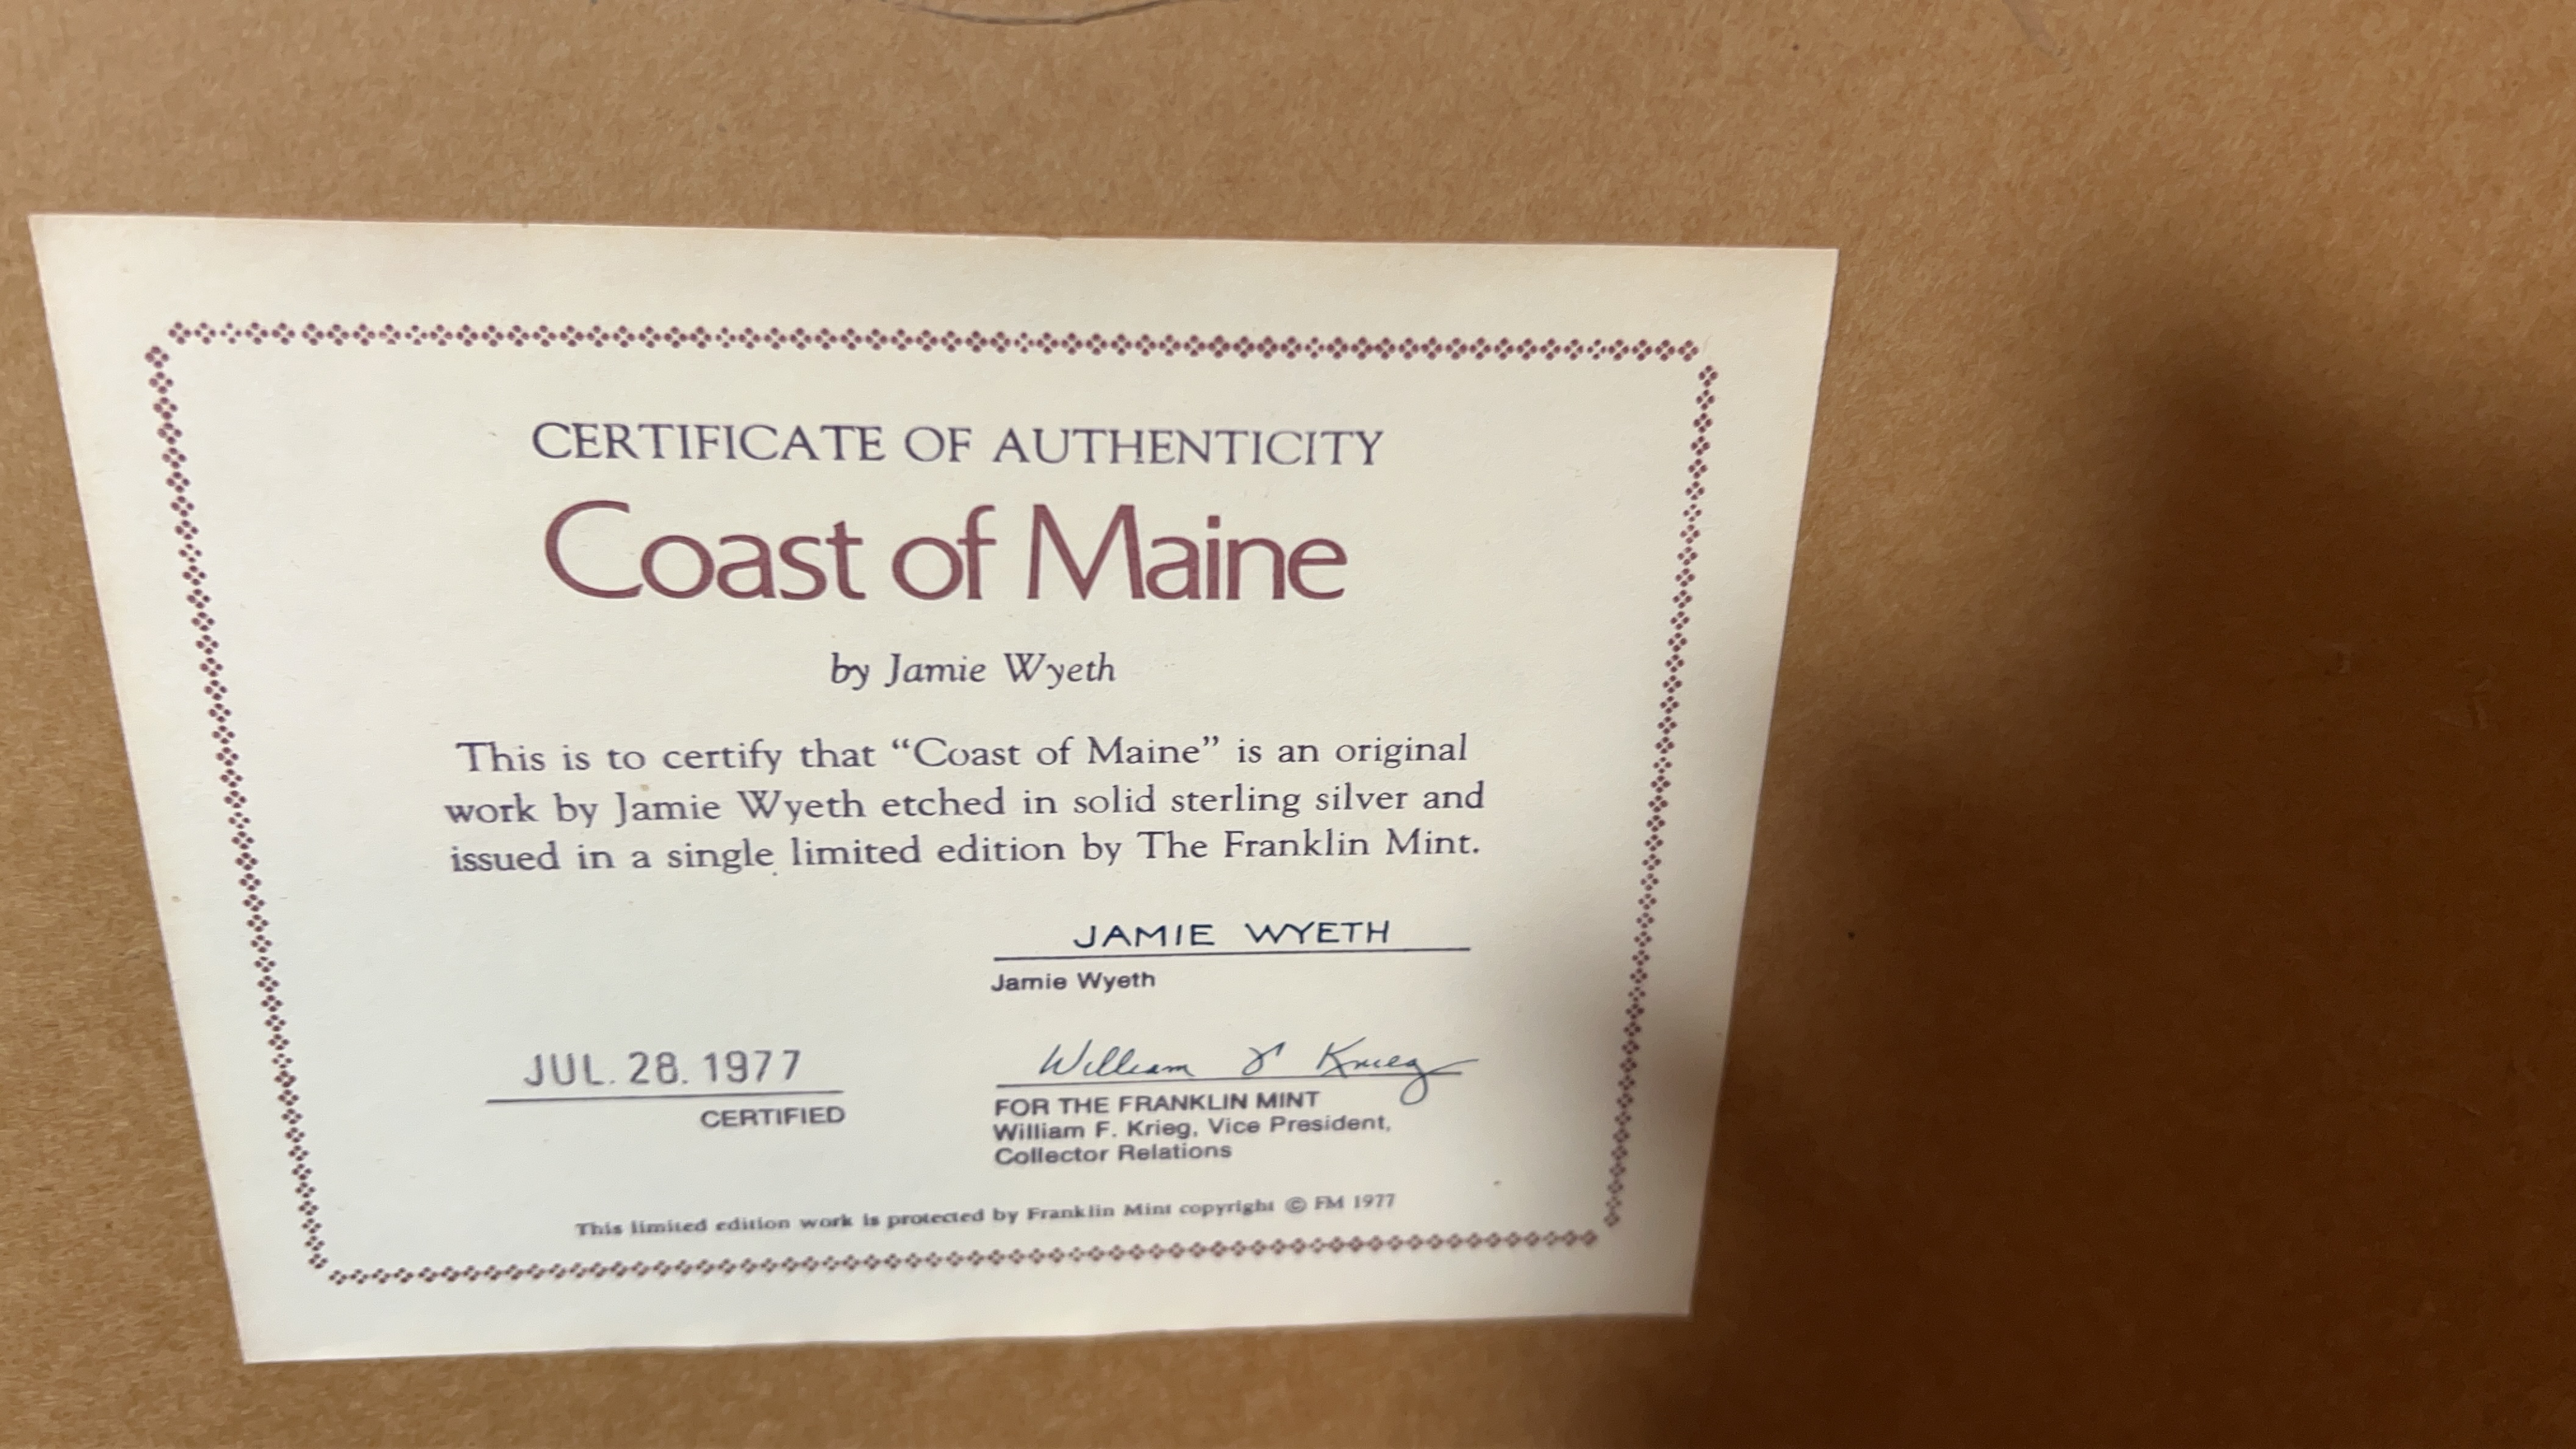 CERTIFICATE OF AUTHENTICITY
Coast of Maine
by Jamie Wyeth
This is to certify that “Coast of Maine” is an original
work by Jamie Wyeth etched in solid sterling silver and
issued in a single limited edition by The Franklin Mint.
JAMIE WYETH
Jamie Wyeth
JUL. 28. 1977
CERTIFIED
William F Krieg
FOR THE FRANKLIN MINT
William F. Krieg, Vice President,
Collector Relations
This limited edition work is protected by Franklin Mint copyright © FM 1977